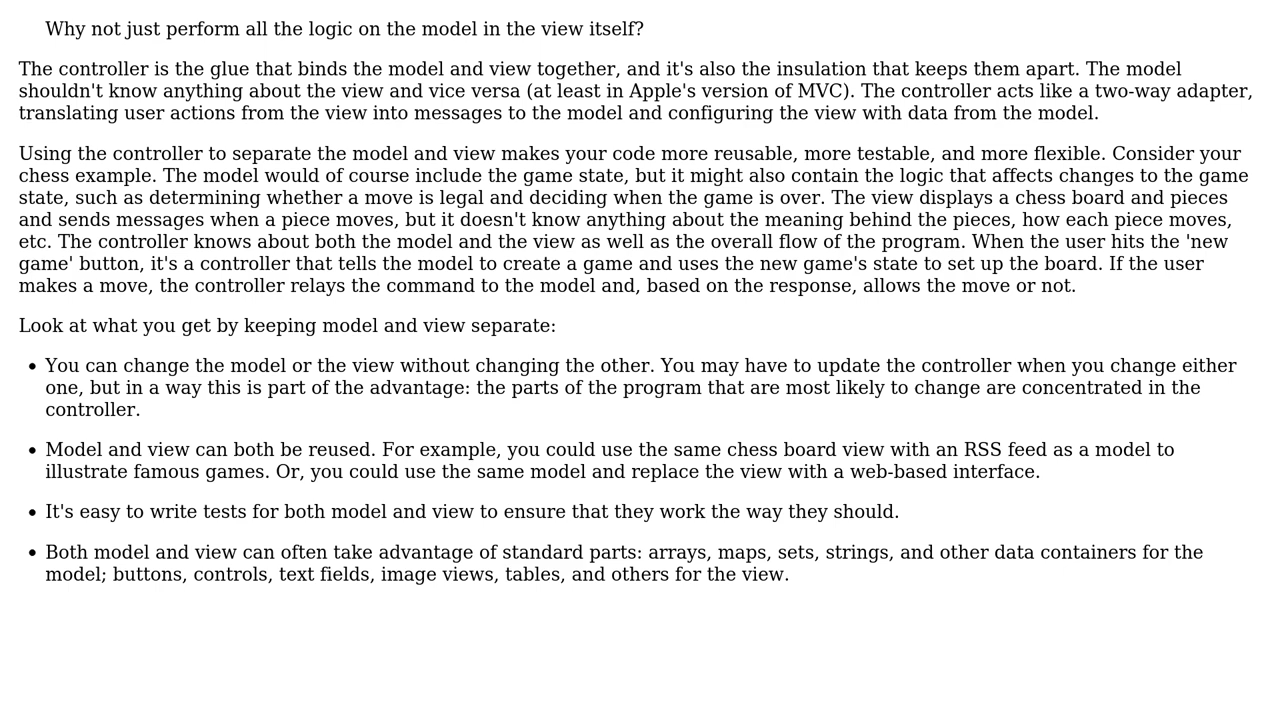 Why not just perform all the logic on the model in the view itself?
The controller is the glue that binds the model and view together, and it's also the insulation that keeps them apart. The model
shouldn't know anything about the view and vice versa (at least in Apple's version of MVC). The controller acts like a two-way adapter,
translating user actions from the view into messages to the model and configuring the view with data from the model.
Using the controller to separate the model and view makes your code more reusable, more testable, and more flexible. Consider your
chess example. The model would of course include the game state, but it might also contain the logic that affects changes to the game
state, such as determining whether a move is legal and deciding when the game is over. The view displays a chess board and pieces
and sends messages when a piece moves, but it doesn't know anything about the meaning behind the pieces, how each piece moves,
etc. The controller knows about both the model and the view as well as the overall flow of the program. When the user hits the 'new
game' button, it's a controller that tells the model to create a game and uses the new game's state to set up the board. If the user
makes a move, the controller relays the command to the model and, based on the response, allows the move or not.
Look at what you get by keeping model and view separate:
• You can change the model or the view without changing the other. You may have to update the controller when you change either
one, but in a way this is part of the advantage: the parts of the program that are most likely to change are concentrated in the
controller.
• Model and view can both be reused. For example, you could use the same chess board view with an RSS feed as a model to
illustrate famous games. Or, you could use the same model and replace the view with a web-based interface.
• It's easy to write tests for both model and view to ensure that they work the way they should.
• Both model and view can often take advantage of standard parts: arrays, maps, sets, strings, and other data containers for the
model; buttons, controls, text fields, image views, tables, and others for the view.